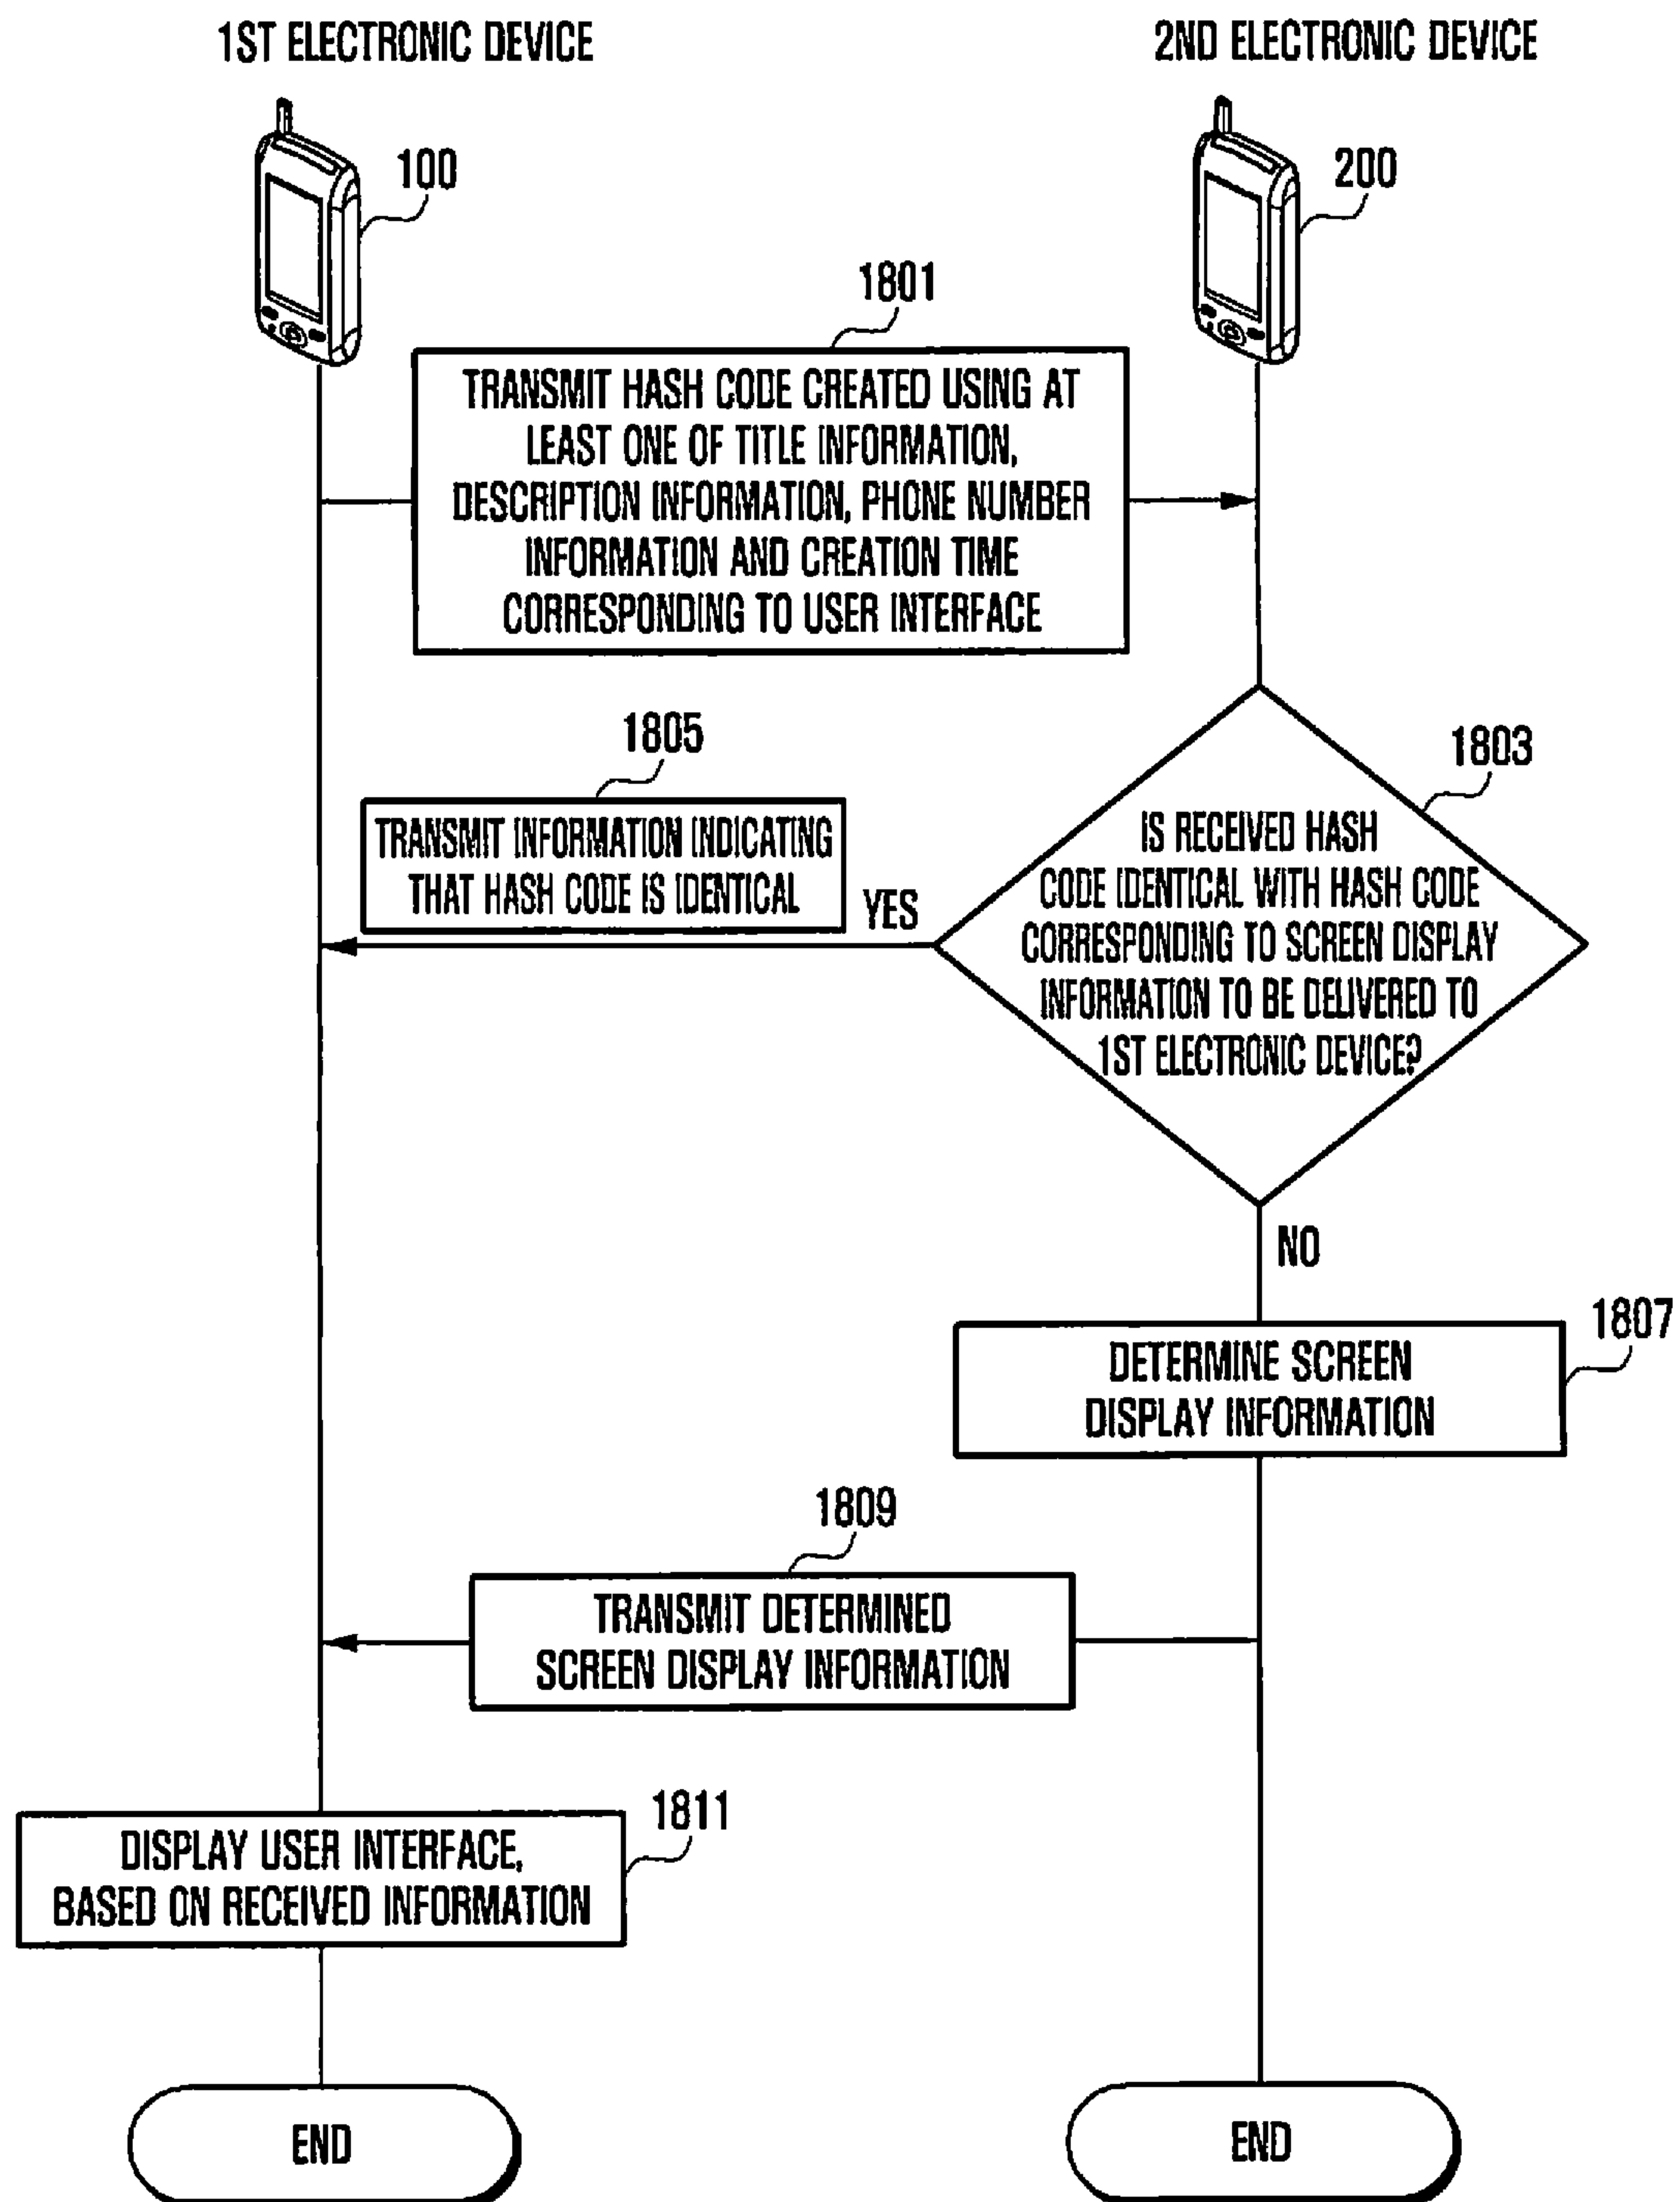 1ST ELECTRONIC DEVICE
2ND ELECTRONIC DEVICE
100
200
1801
TRANSMIT HASH CODE CREATED USING AT
LEAST ONE OF TITLE INFORMATION,
DESCRIPTION INFORMATION, PHONE NUMBER
INFORMATION AND CREATION TIME
CORRESPONDING TO USER INTERFACE
1803
IS RECEIVED HASH
CODE IDENTICAL WITH HASH CODE
CORRESPONDING TO SCREEN DISPLAY
INFORMATION TO BE DELIVERED TO
1ST ELECTRONIC DEVICE?
1805
TRANSMIT INFORMATION INDICATING
THAT HASH CODE IS IDENTICAL
YES
NO
1807
DETERMINE SCREEN
DISPLAY INFORMATION
1809
TRANSMIT DETERMINED
SCREEN DISPLAY INFORMATION
1811
DISPLAY USER INTERFACE,
BASED ON RECEIVED INFORMATION
END
END